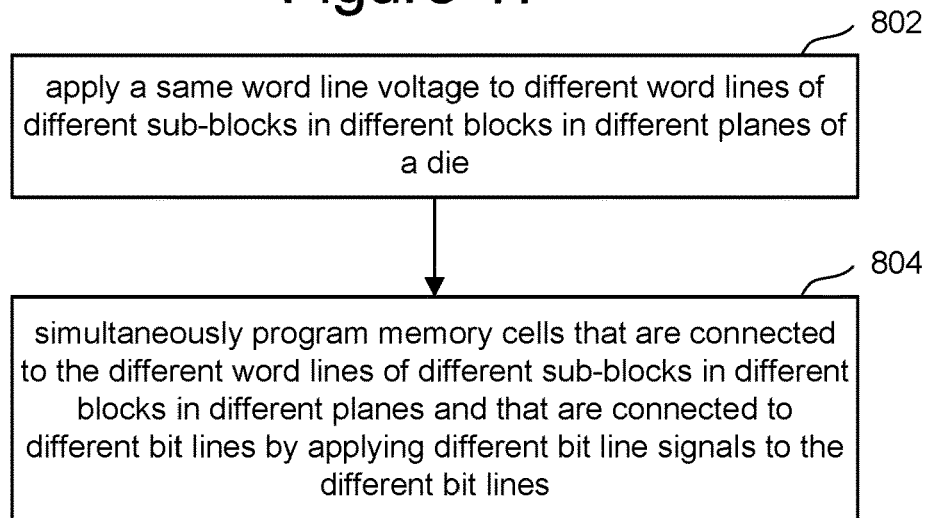 802
apply a same word line voltage to different word lines of
different sub-blocks in different blocks in different planes of
a die
804
simultaneously program memory cells that are connected
to the different word lines of different sub-blocks in different
blocks in different planes and that are connected to
different bit lines by applying different bit line signals to the
different bit lines